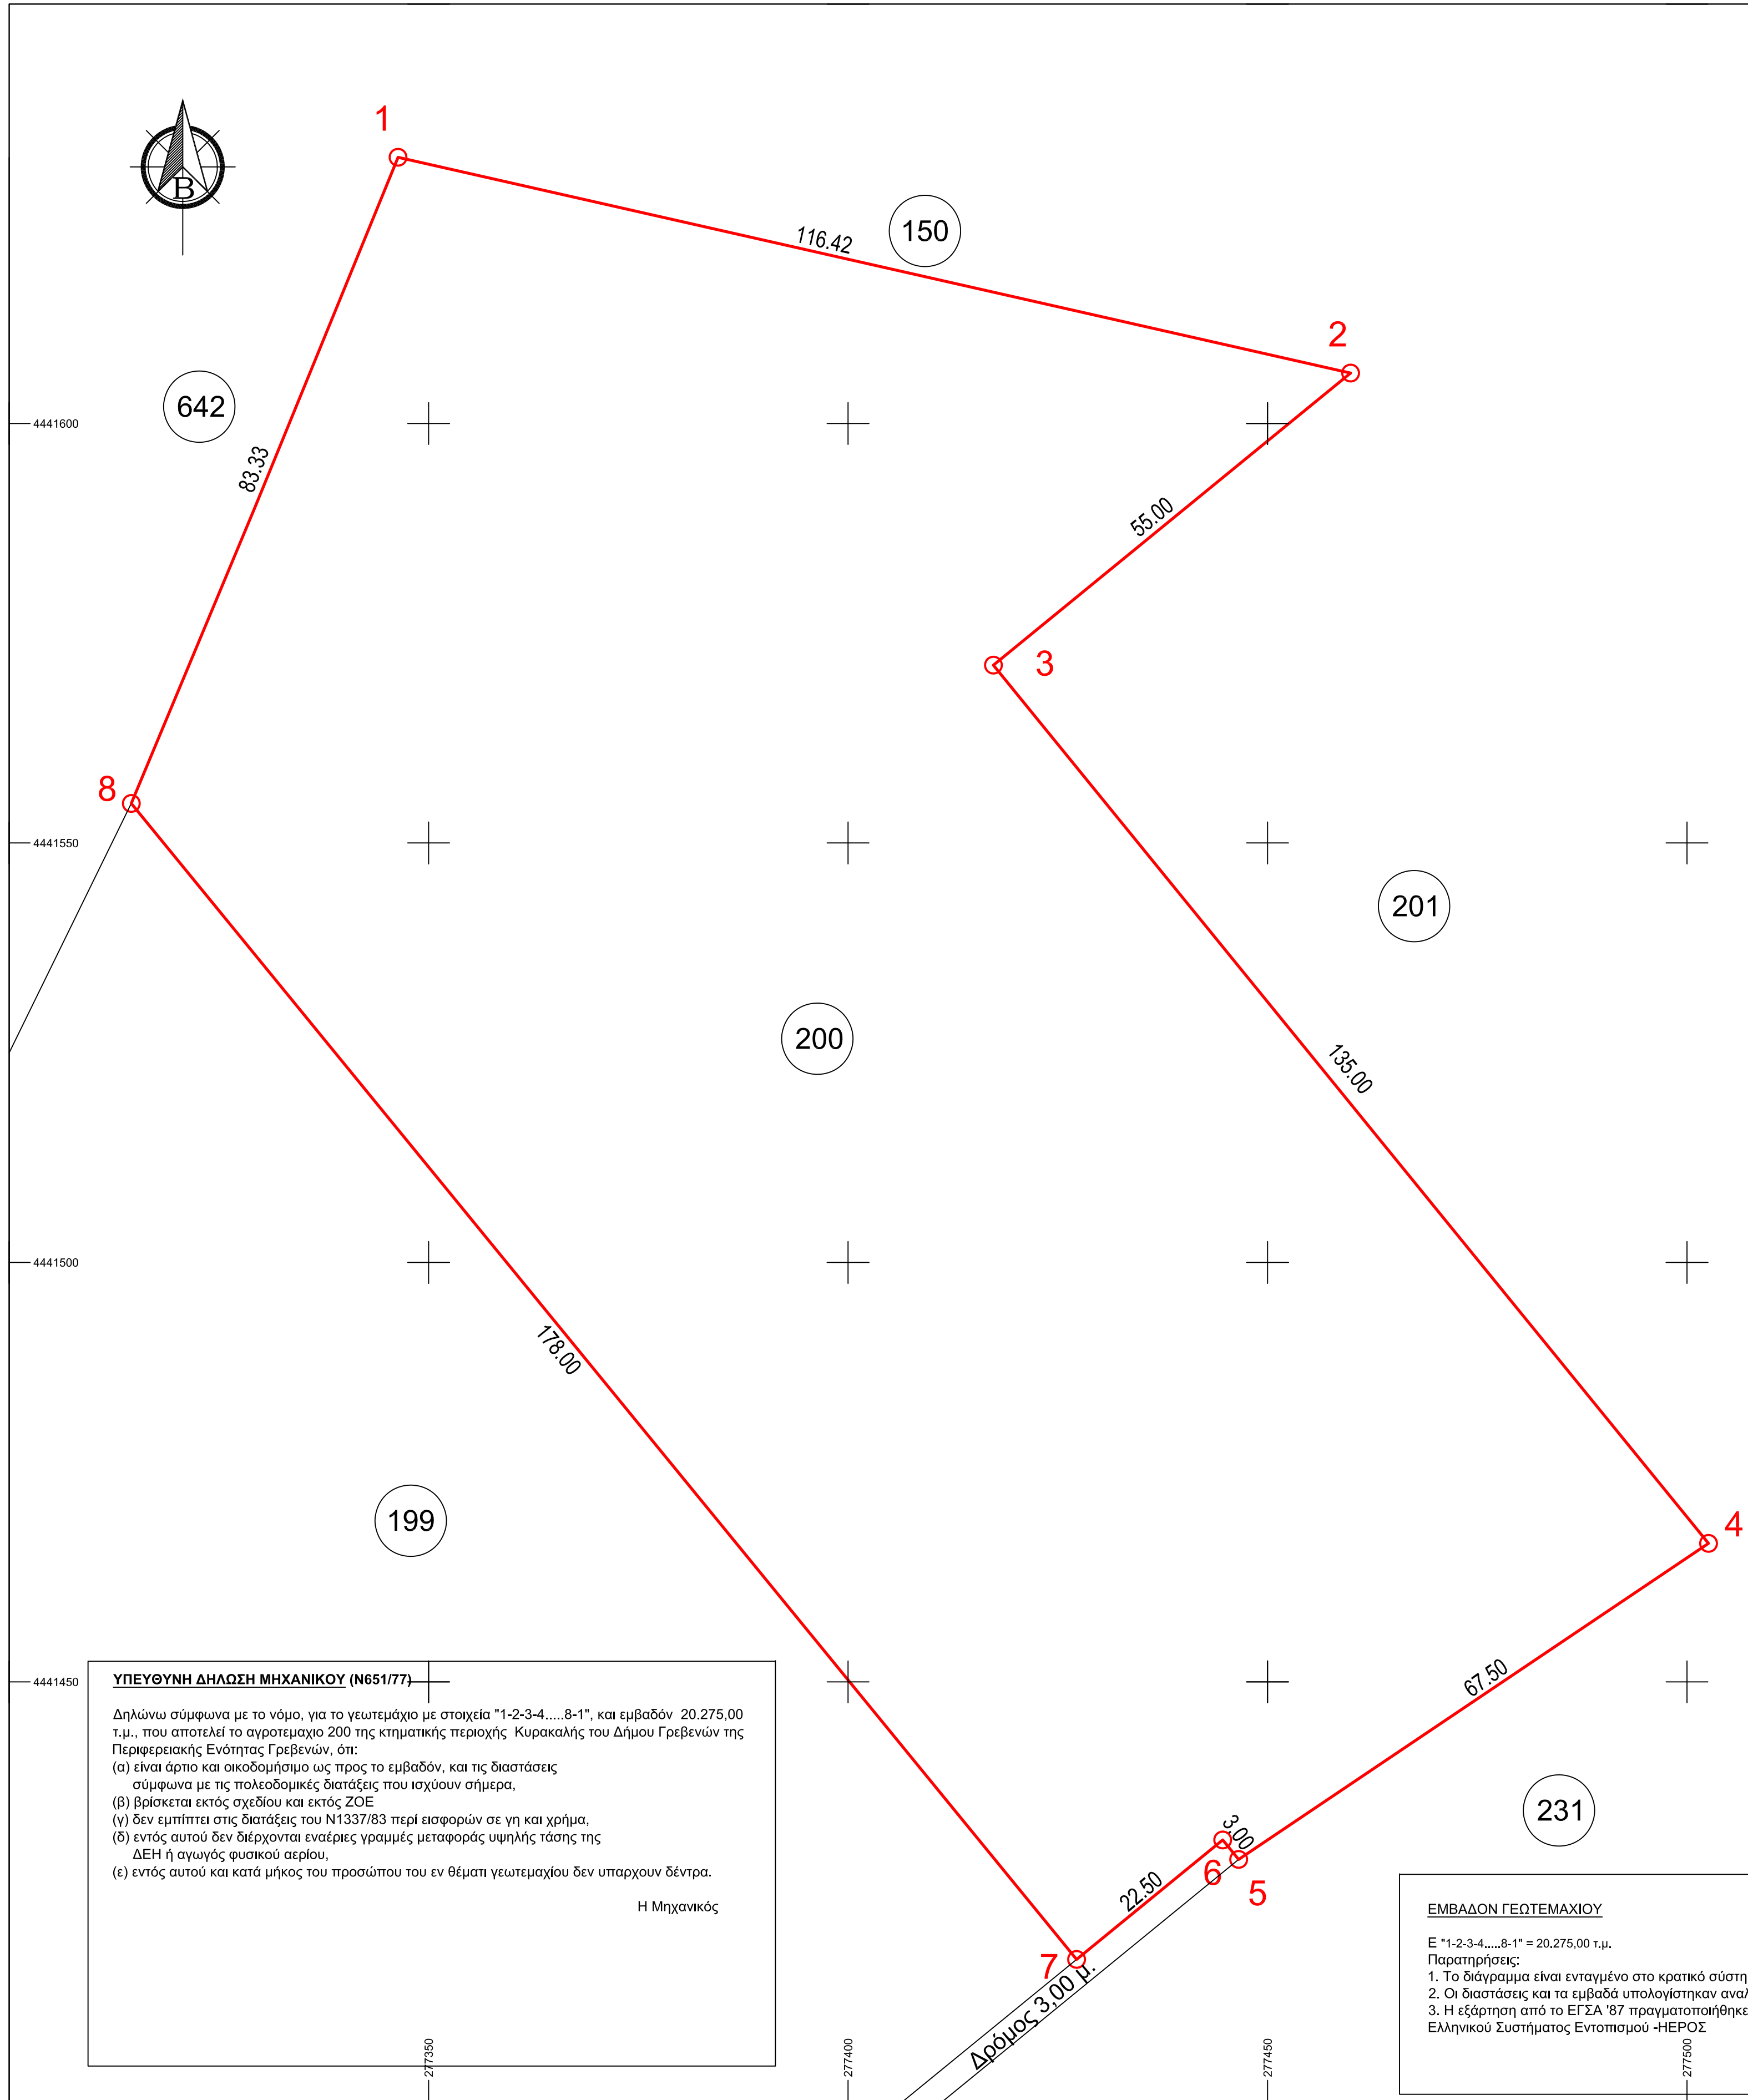 1
B
150
116.42
2
642
4441600
83.33
55.00
3
8
4441550
201
200
135.00
4441500
178.00
199
4
67.50
4441450
ΥΠΕΥΘΥΝΗ ΔΗΛΩΣΗ ΜΗΧΑΝΙΚΟΥ (Ν651/77)
Δηλώνω σύμφωνα με το νόμο, για το γεωτεμάχιο με στοιχεία "1-2-3-4.....8-1", και εμβαδόν 20.275,00
τ.μ., που αποτελεί το αγροτεμαχιο 200 της κτηματικής περιοχής Κυρακαλής του Δήμου Γρεβενών της
Περιφερειακής Ενότητας Γρεβενών, ότι:
(α) είναι άρτιο και οικοδομήσιμο ως προς το εμβαδόν, και τις διαστάσεις
σύμφωνα με τις πολεοδομικές διατάξεις που ισχύουν σήμερα,
(β) βρίσκεται εκτός σχεδίου και εκτός ΖΟΕ
(γ) δεν εμπίπτει στις διατάξεις του Ν1337/83 περί εισφορών σε γη και χρήμα,
(δ) εντός αυτού δεν διέρχονται εναέριες γραμμές μεταφοράς υψηλής τάσης της
ΔΕΗ ή αγωγός φυσικού αερίου,
(ε) εντός αυτού και κατά μήκος του προσώπου του εν θέματι γεωτεμαχίου δεν υπαρχουν δέντρα.
Η Μηχανικός
231
3.00
6
5
22.50
7
Δρόμος 3,00 μ.
ΕΜΒΑΔΟΝ ΓΕΩΤΕΜΑΧΙΟΥ
Ε "1-2-3-4.....8-1" = 20.275,00 τ.μ.
Παρατηρήσεις:
1. Το διάγραμμα είναι ενταγμένο στο κρατικό σύστη
2. Οι διαστάσεις και τα εμβαδά υπολογίστηκαν αναλ
3. Η εξάρτηση από το ΕΓΣΑ '87 πραγματοποιήθηκε
Ελληνικού Συστήματος Εντοπισμού -ΗΕΡΟΣ
277350
277400
277450
277500